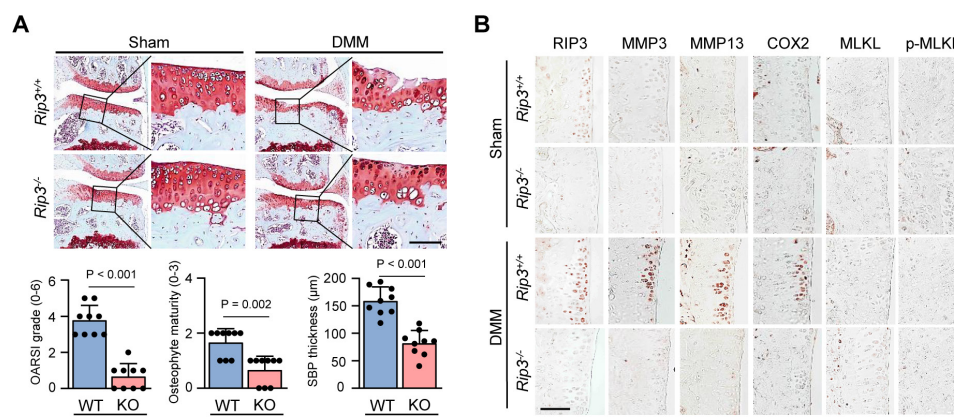 A
Sham
DMM
Rip3+/+
Rip3-/-
P < 0.001
OARSI grade (0-6)
6
4
2
0
WT
KO
P = 0.002
Osteophyte maturity (0-3)
4
3
2
1
0
WT
KO
P < 0.001
SBP thickness (µm)
200
150
100
50
0
WT
KO
B
RIP3
MMP3
MMP13
COX2
MLKL
p-MLKL
Sham
Rip3+/+
Rip3-/-
DMM
Rip3+/+
Rip3-/-